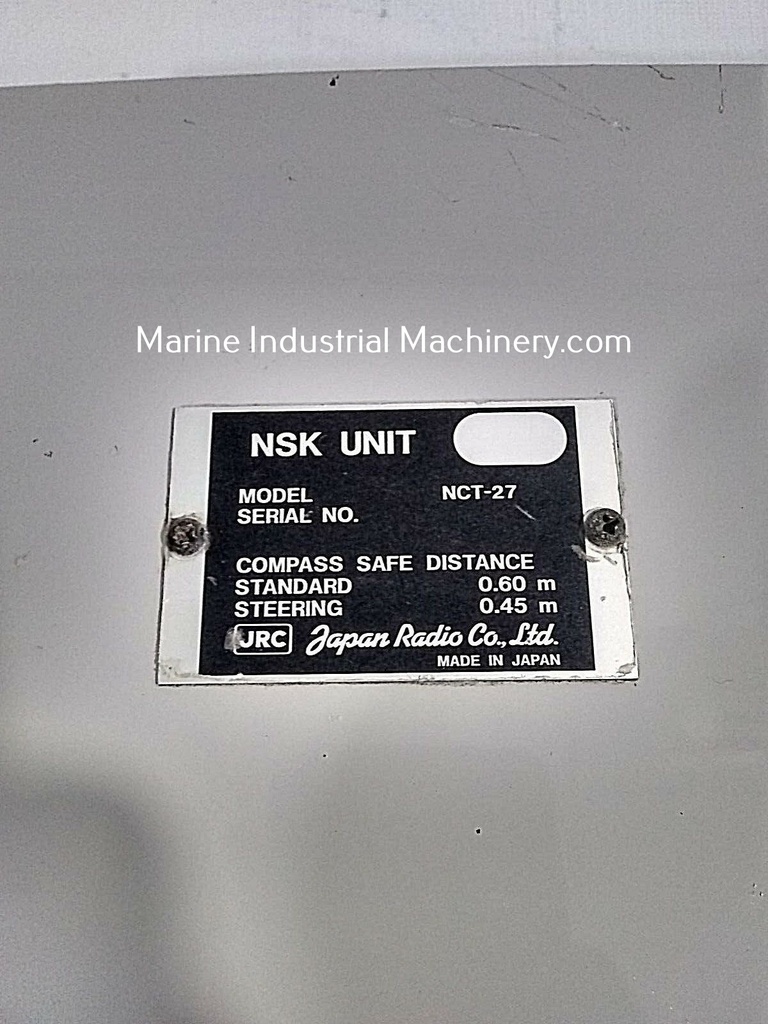 Marine Industrial Machinery.com
NSK UNIT
MODEL NCT-27
SERIAL NO.
COMPASS SAFE DISTANCE
STANDARD 0.60 m
STEERING 0.45 m
JRC Japan Radio Co., Ltd.
MADE IN JAPAN